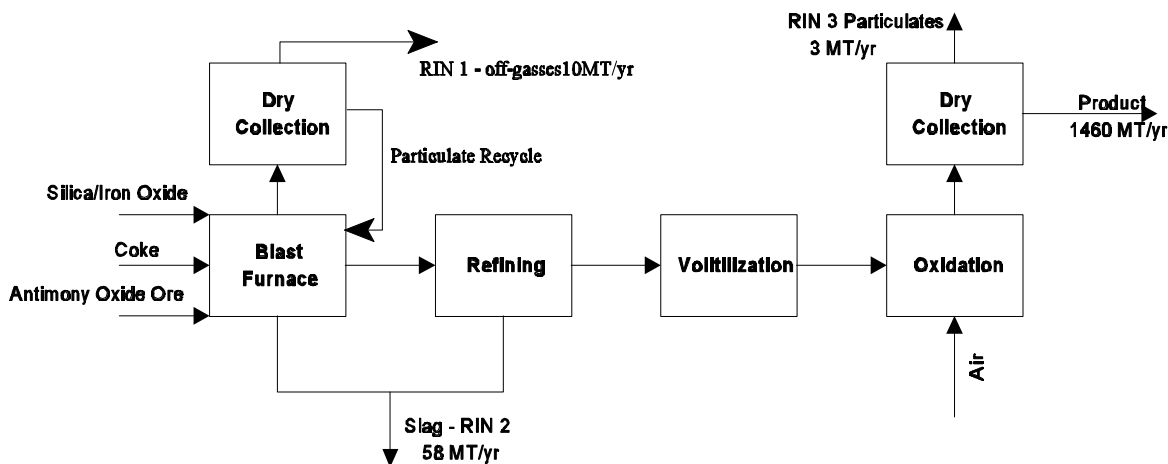 RIN 3 Particulates
3 MT/yr
RIN 1 - off-gasses10MT/yr
Dry
Collection
Dry
Collection
Product
1460 MT/yr
Particulate Recycle
Silica/Iron Oxide
Coke
Antimony Oxide Ore
Blast
Furnace
Refining
Volitilization
Oxidation
Air
Slag - RIN 2
58 MT/yr